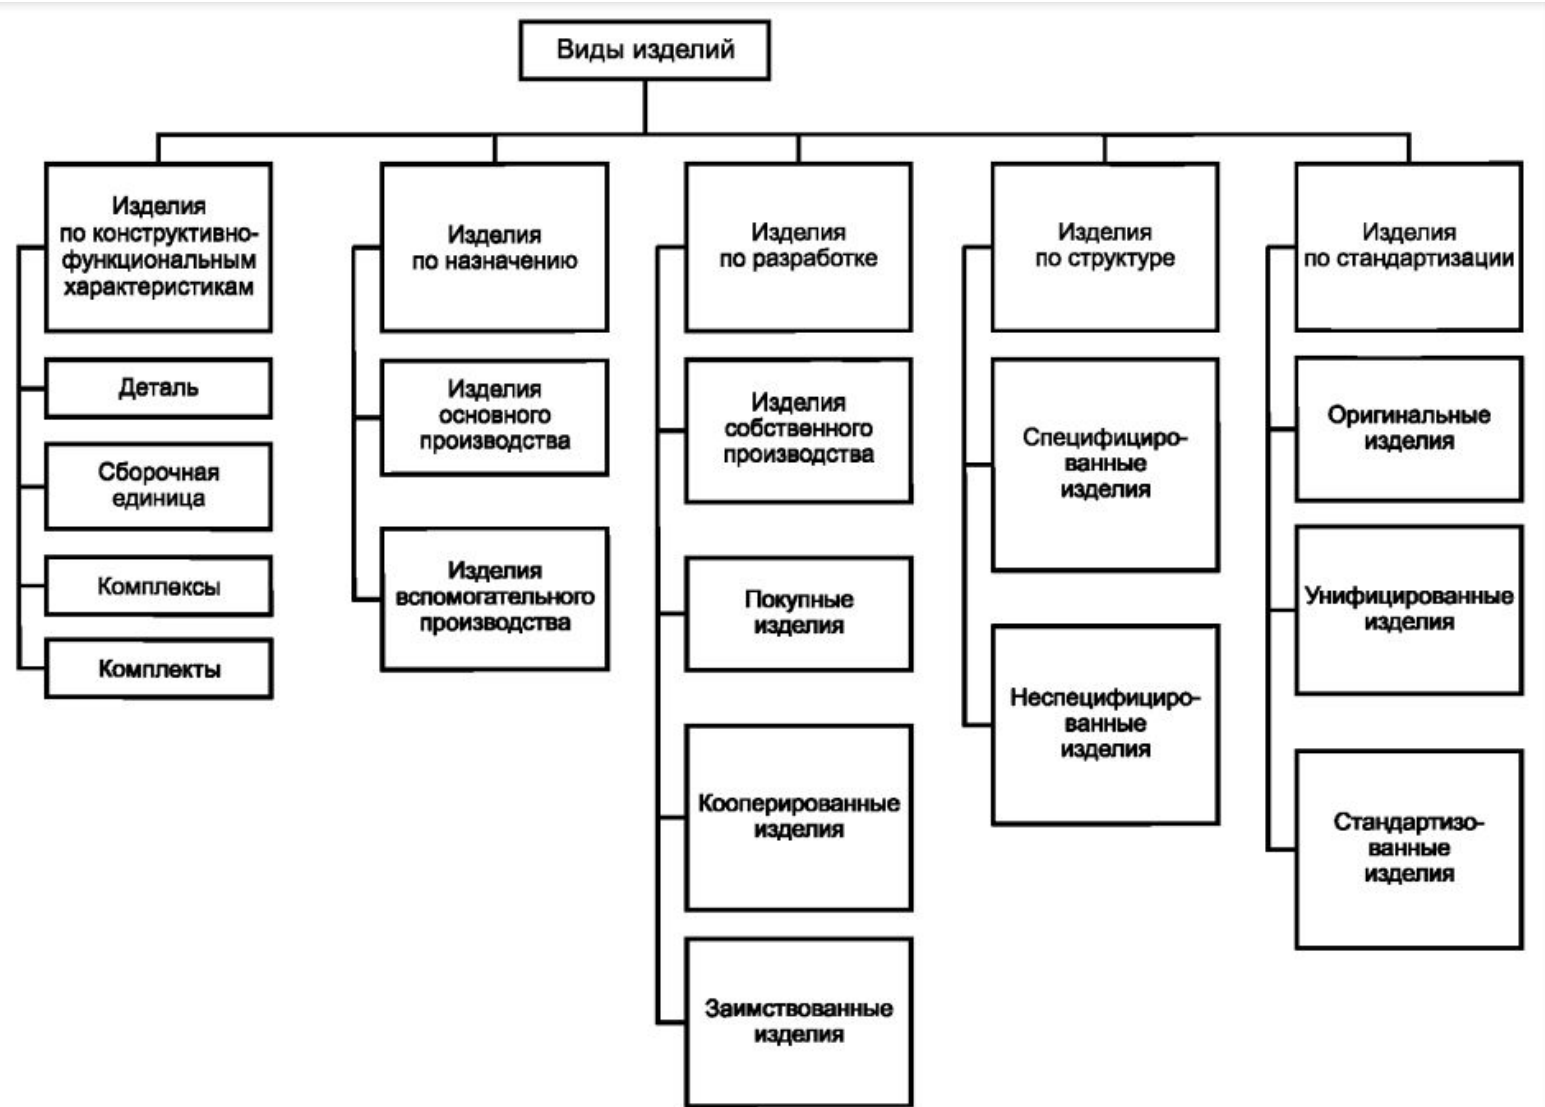 Виды изделий
Изделия
по конструктивно-
функциональным
характеристикам
Деталь
Сборочная
единица
Комплексы
Комплекты
Изделия
по назначению
Изделия
основного
производства
Изделия
вспомогательного
производства
Изделия
по разработке
Изделия
собственного
производства
Покупные
изделия
Кооперированные
изделия
Заимствованные
изделия
Изделия
по структуре
Специфициро-
ванные
изделия
Неспецифициро-
ванные
изделия
Изделия
по стандартизации
Оригинальные
изделия
Унифицированные
изделия
Стандартизо-
ванные
изделия